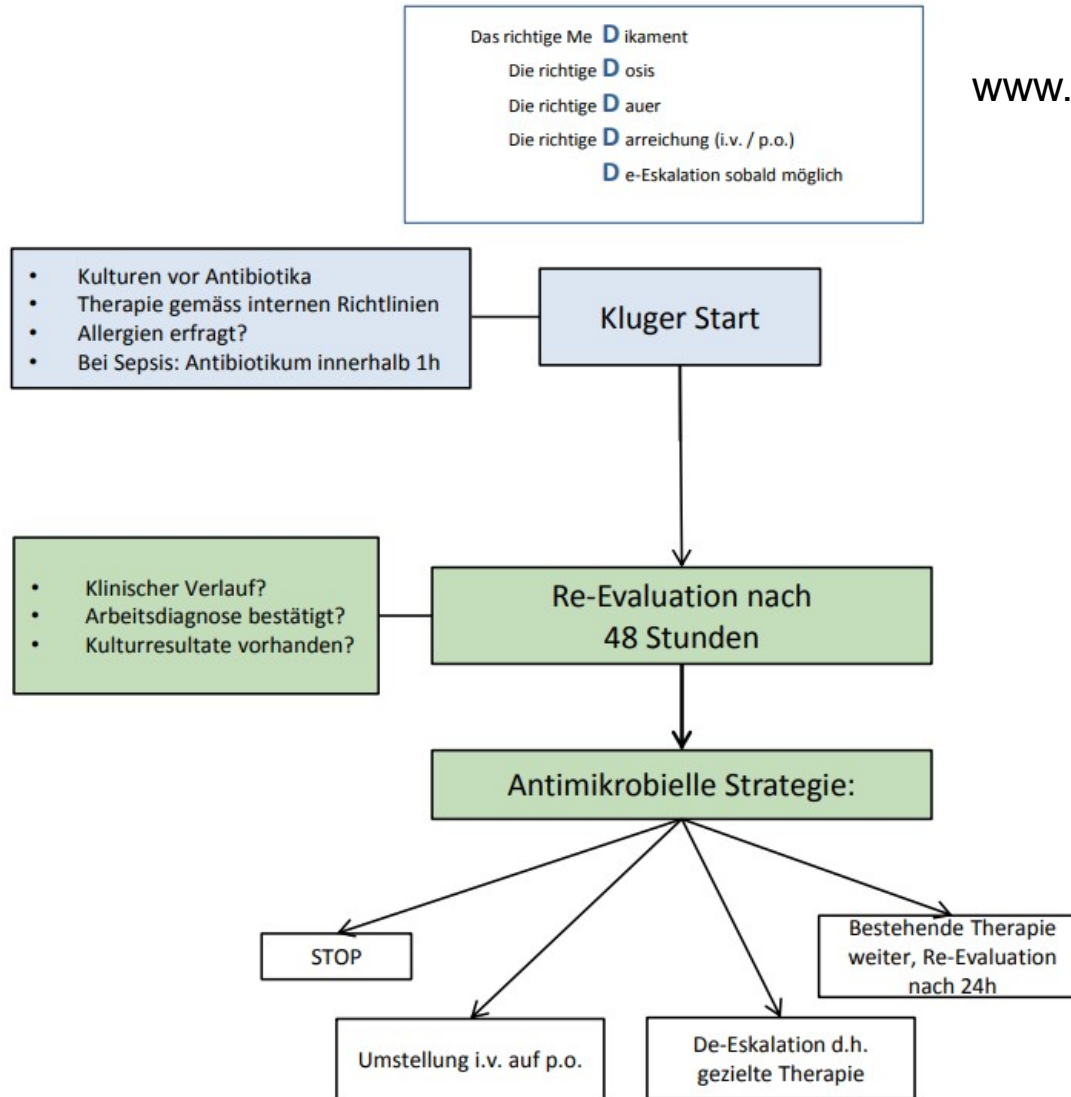 Das richtige Me D ikament
Die richtige D osis
Die richtige D auer
Die richtige D arreichung (i.v. / p.o.)
D e-Eskalation sobald möglich
www.
• Kulturen vor Antibiotika
• Therapie gemäss internen Richtlinien
• Allergien erfragt?
• Bei Sepsis: Antibiotikum innerhalb 1h
Kluger Start
• Klinischer Verlauf?
• Arbeitsdiagnose bestätigt?
• Kulturresultate vorhanden?
Re-Evaluation nach
48 Stunden
Antimikrobielle Strategie:
STOP
Umstellung i.v. auf p.o.
De-Eskalation d.h.
gezielte Therapie
Bestehende Therapie
weiter, Re-Evaluation
nach 24h